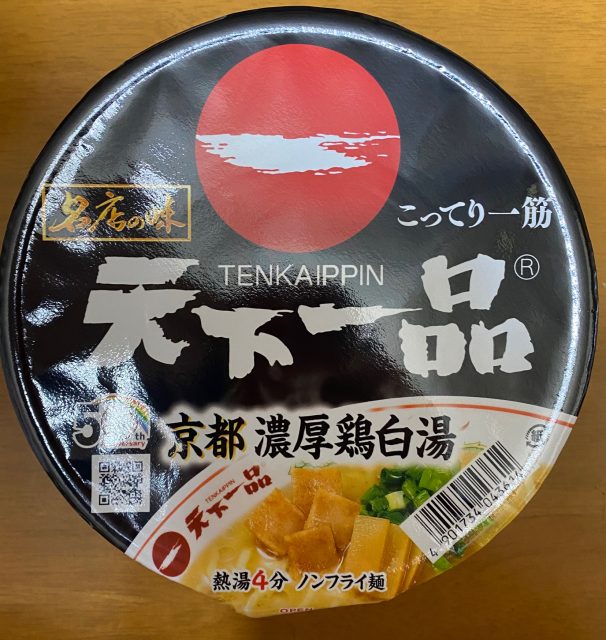 名店の味
こってり一筋
TENKAIPPIN
天下一品®
京都 濃厚鶏白湯
TENKAIPPIN
天下一品
熱湯4分 ノンフライ麺
OPEN